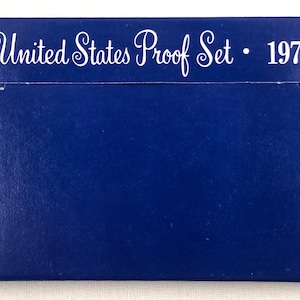 United States Proof Set • 197